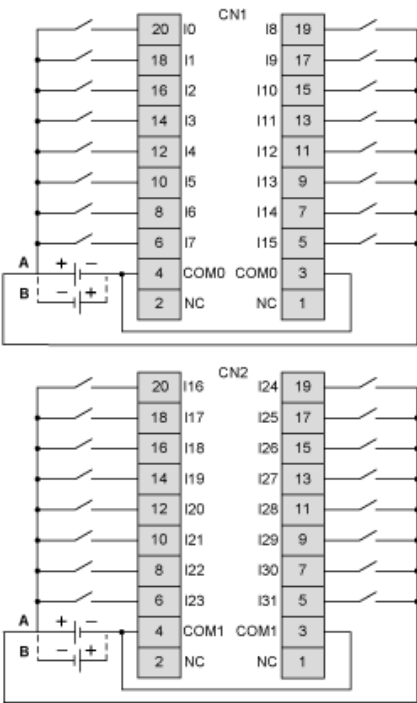 CN1
20 I0 I8 19
18 I1 I9 17
16 I2 I10 15
14 I3 I11 13
12 I4 I12 11
10 I5 I13 9
8 I6 I14 7
6 I7 I15 5
A + − 4 COM0 COM0 3
B − + 2 NC NC 1
CN2
20 I16 I24 19
18 I17 I25 17
16 I18 I26 15
14 I19 I27 13
12 I20 I28 11
10 I21 I29 9
8 I22 I30 7
6 I23 I31 5
A + − 4 COM1 COM1 3
B − + 2 NC NC 1